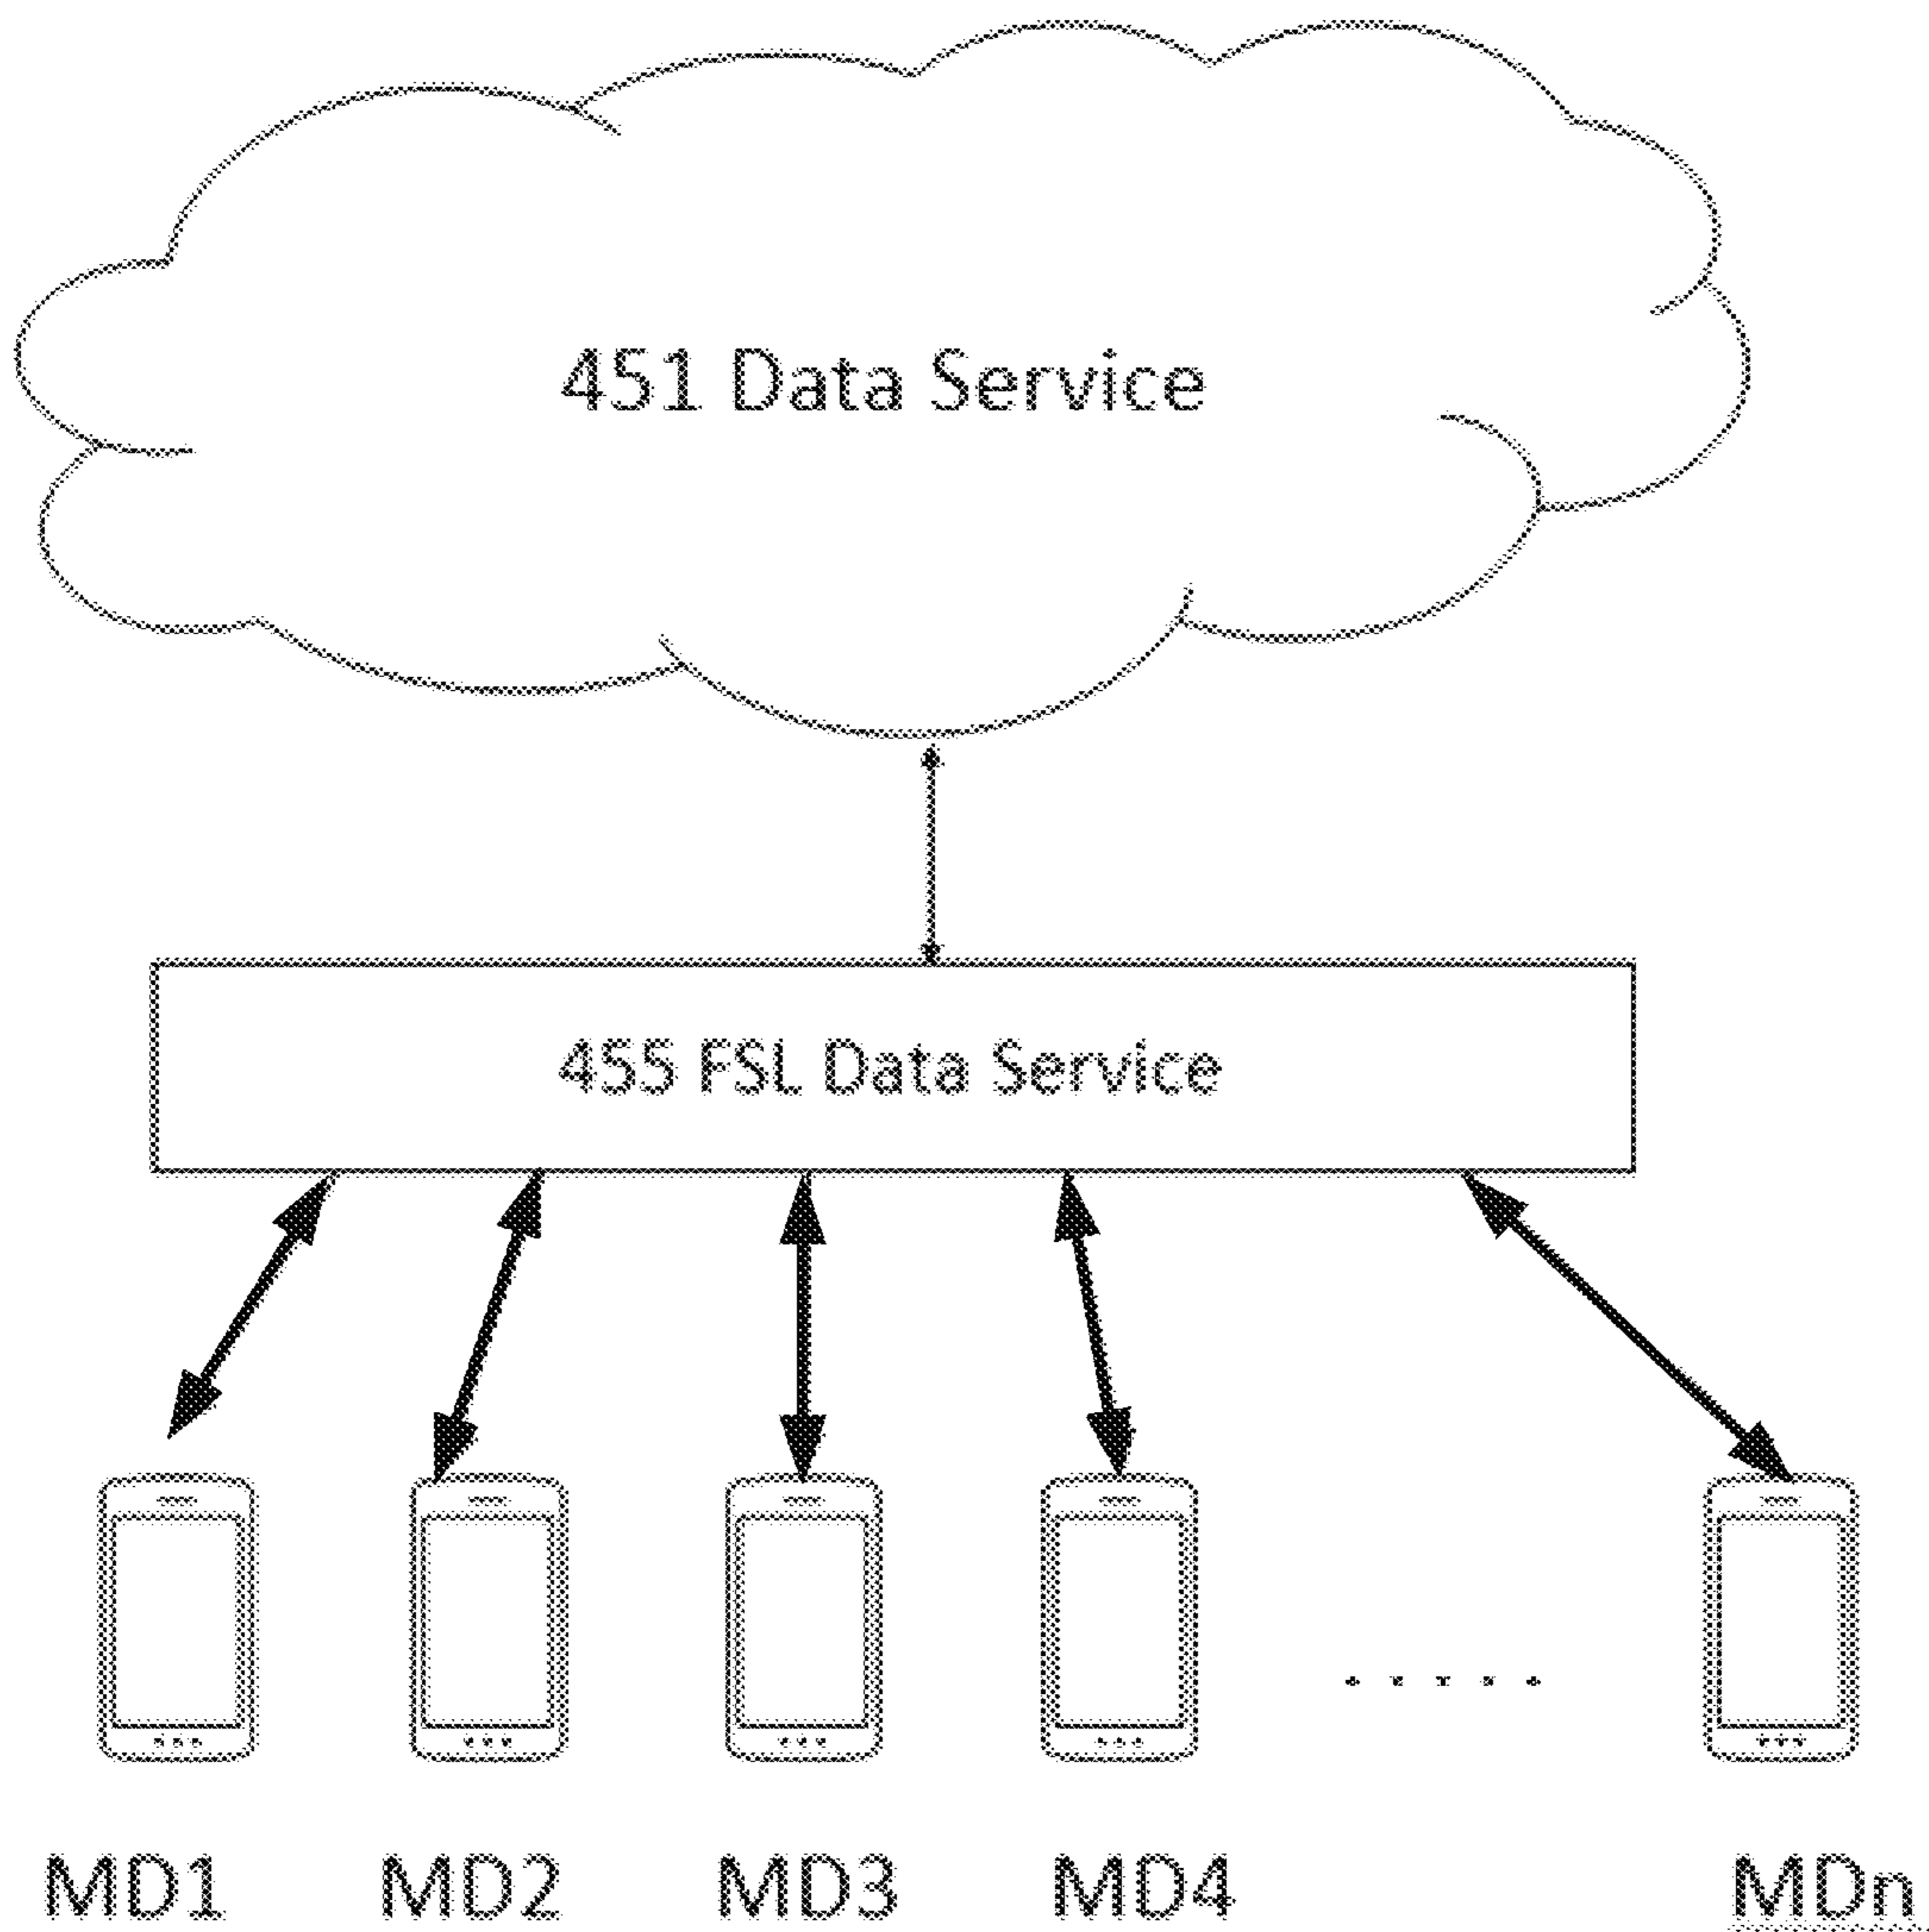 451 Data Service
455 FSL Data Service
. . . . .
MD1 MD2 MD3 MD4 MDn